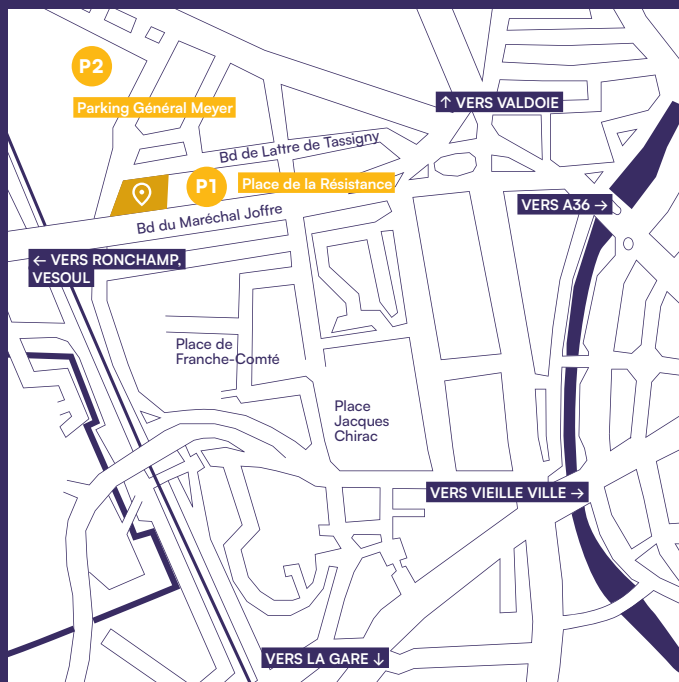 P2
Parking Général Meyer
↑ VERS VALDOIE
Bd de Lattre de Tassigny
P1
Place de la Résistance
VERS A36 →
Bd du Maréchal Joffre
← VERS RONCHAMP,
VESOUL
Place de
Franche-Comté
Place
Jacques
Chirac
VERS VIEILLE VILLE →
VERS LA GARE ↓